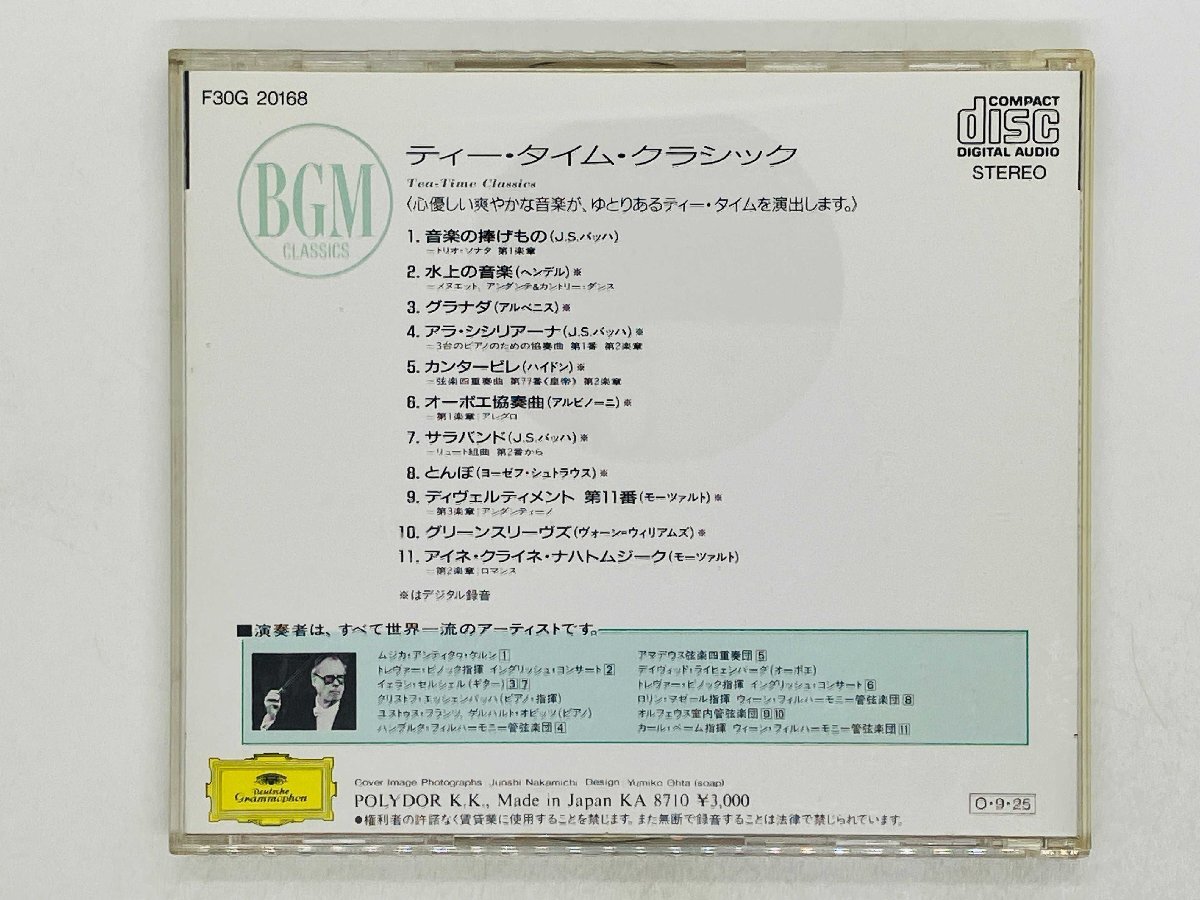 F30G 20168
COMPACT
disc
DIGITAL AUDIO
STEREO
BGM
CLASSICS
ティー・タイム・クラシック
Tea-Time Classics
〈心優しい爽やかな音楽が、ゆとりあるティー・タイムを演出します。〉
1. 音楽の捧げもの(J.S.バッハ)
—トリオ・ソナタ 第1楽章
2. 水上の音楽(ヘンデル)※
—メヌエット、アンダンテ&カントリー・ダンス
3. グラナダ(アルベニス)※
4. アラ・シシリアーナ(J.S.バッハ)※
—3台のピアノのための協奏曲 第1番 第2楽章
5. カンタービレ(ハイドン)※
—弦楽四重奏曲 第77番《皇帝》 第2楽章
6. オーボエ協奏曲(アルビノーニ)※
—第1楽章:アレグロ
7. サラバンド(J.S.バッハ)※
—リュート組曲 第2番から
8. とんぼ(ヨーゼフ・シュトラウス)※
9. ディヴェルティメント 第11番(モーツァルト)※
—第3楽章:アンダンティーノ
10. グリーンスリーヴズ(ヴォーン=ウィリアムズ)※
11. アイネ・クライネ・ナハトムジーク(モーツァルト)
—第2楽章:ロマンス
※はデジタル録音
■演奏者は、すべて世界一流のアーティストです。
ムジカ・アンティクヮ・ケルン1
トレヴァー・ピノック指揮 イングリッシュ・コンサート2
イェラン・セルシェル(ギター)37
クリストフ・エッシェンバッハ(ピアノ・指揮)
ユストゥス・フランツ、ゲルハルト・オピッツ(ピアノ)
ハンブルク・フィルハーモニー管弦楽団4
アマデウス弦楽四重奏団5
デイヴィッド・ライヒェンバーグ(オーボエ)
トレヴァー・ピノック指揮 イングリッシュ・コンサート6
ロリン・マゼール指揮 ウィーン・フィルハーモニー管弦楽団8
オルフェウス室内管弦楽団910
カール・ベーム指揮 ウィーン・フィルハーモニー管弦楽団11
Deutsche
Grammophon
Cover Image Photographs Junshi Nakamichi Design Yumiko Ohta (soap)
POLYDOR K.K., Made in Japan KA 8710 ¥3,000
●権利者の許諾なく賃貸業に使用することを禁じます。また無断で録音することは法律で禁じられています。
O・9・25